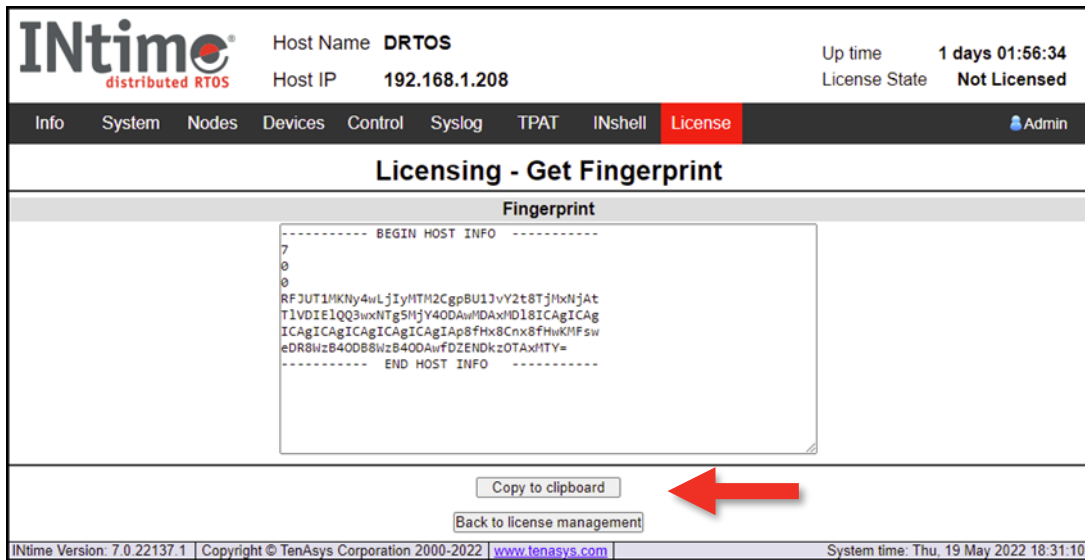 INtime®
distributed RTOS
Host Name DRTOS
Host IP 192.168.1.208
Up time 1 days 01:56:34
License State Not Licensed
Info System Nodes Devices Control Syslog TPAT INshell License Admin
Licensing - Get Fingerprint
Fingerprint
----------- BEGIN HOST INFO -----------
7
0
0
RFJUT1MKNy4wLjIyMTM2CgpBU1JvY2t8TjMxNjAt
TlVDIElQQ3wxNTg5MjY4ODAwMDAxMDl8ICAgICAg
ICAgICAgICAgICAgICAgIAp8fHx8Cnx8fHwKMFsw
eDR8WzB4ODB8WzB4ODAwfDZENDkzOTAxMTY=
----------- END HOST INFO -----------
Copy to clipboard
Back to license management
INtime Version: 7.0.22137.1 Copyright © TenAsys Corporation 2000-2022 www.tenasys.com System time: Thu, 19 May 2022 18:31:10